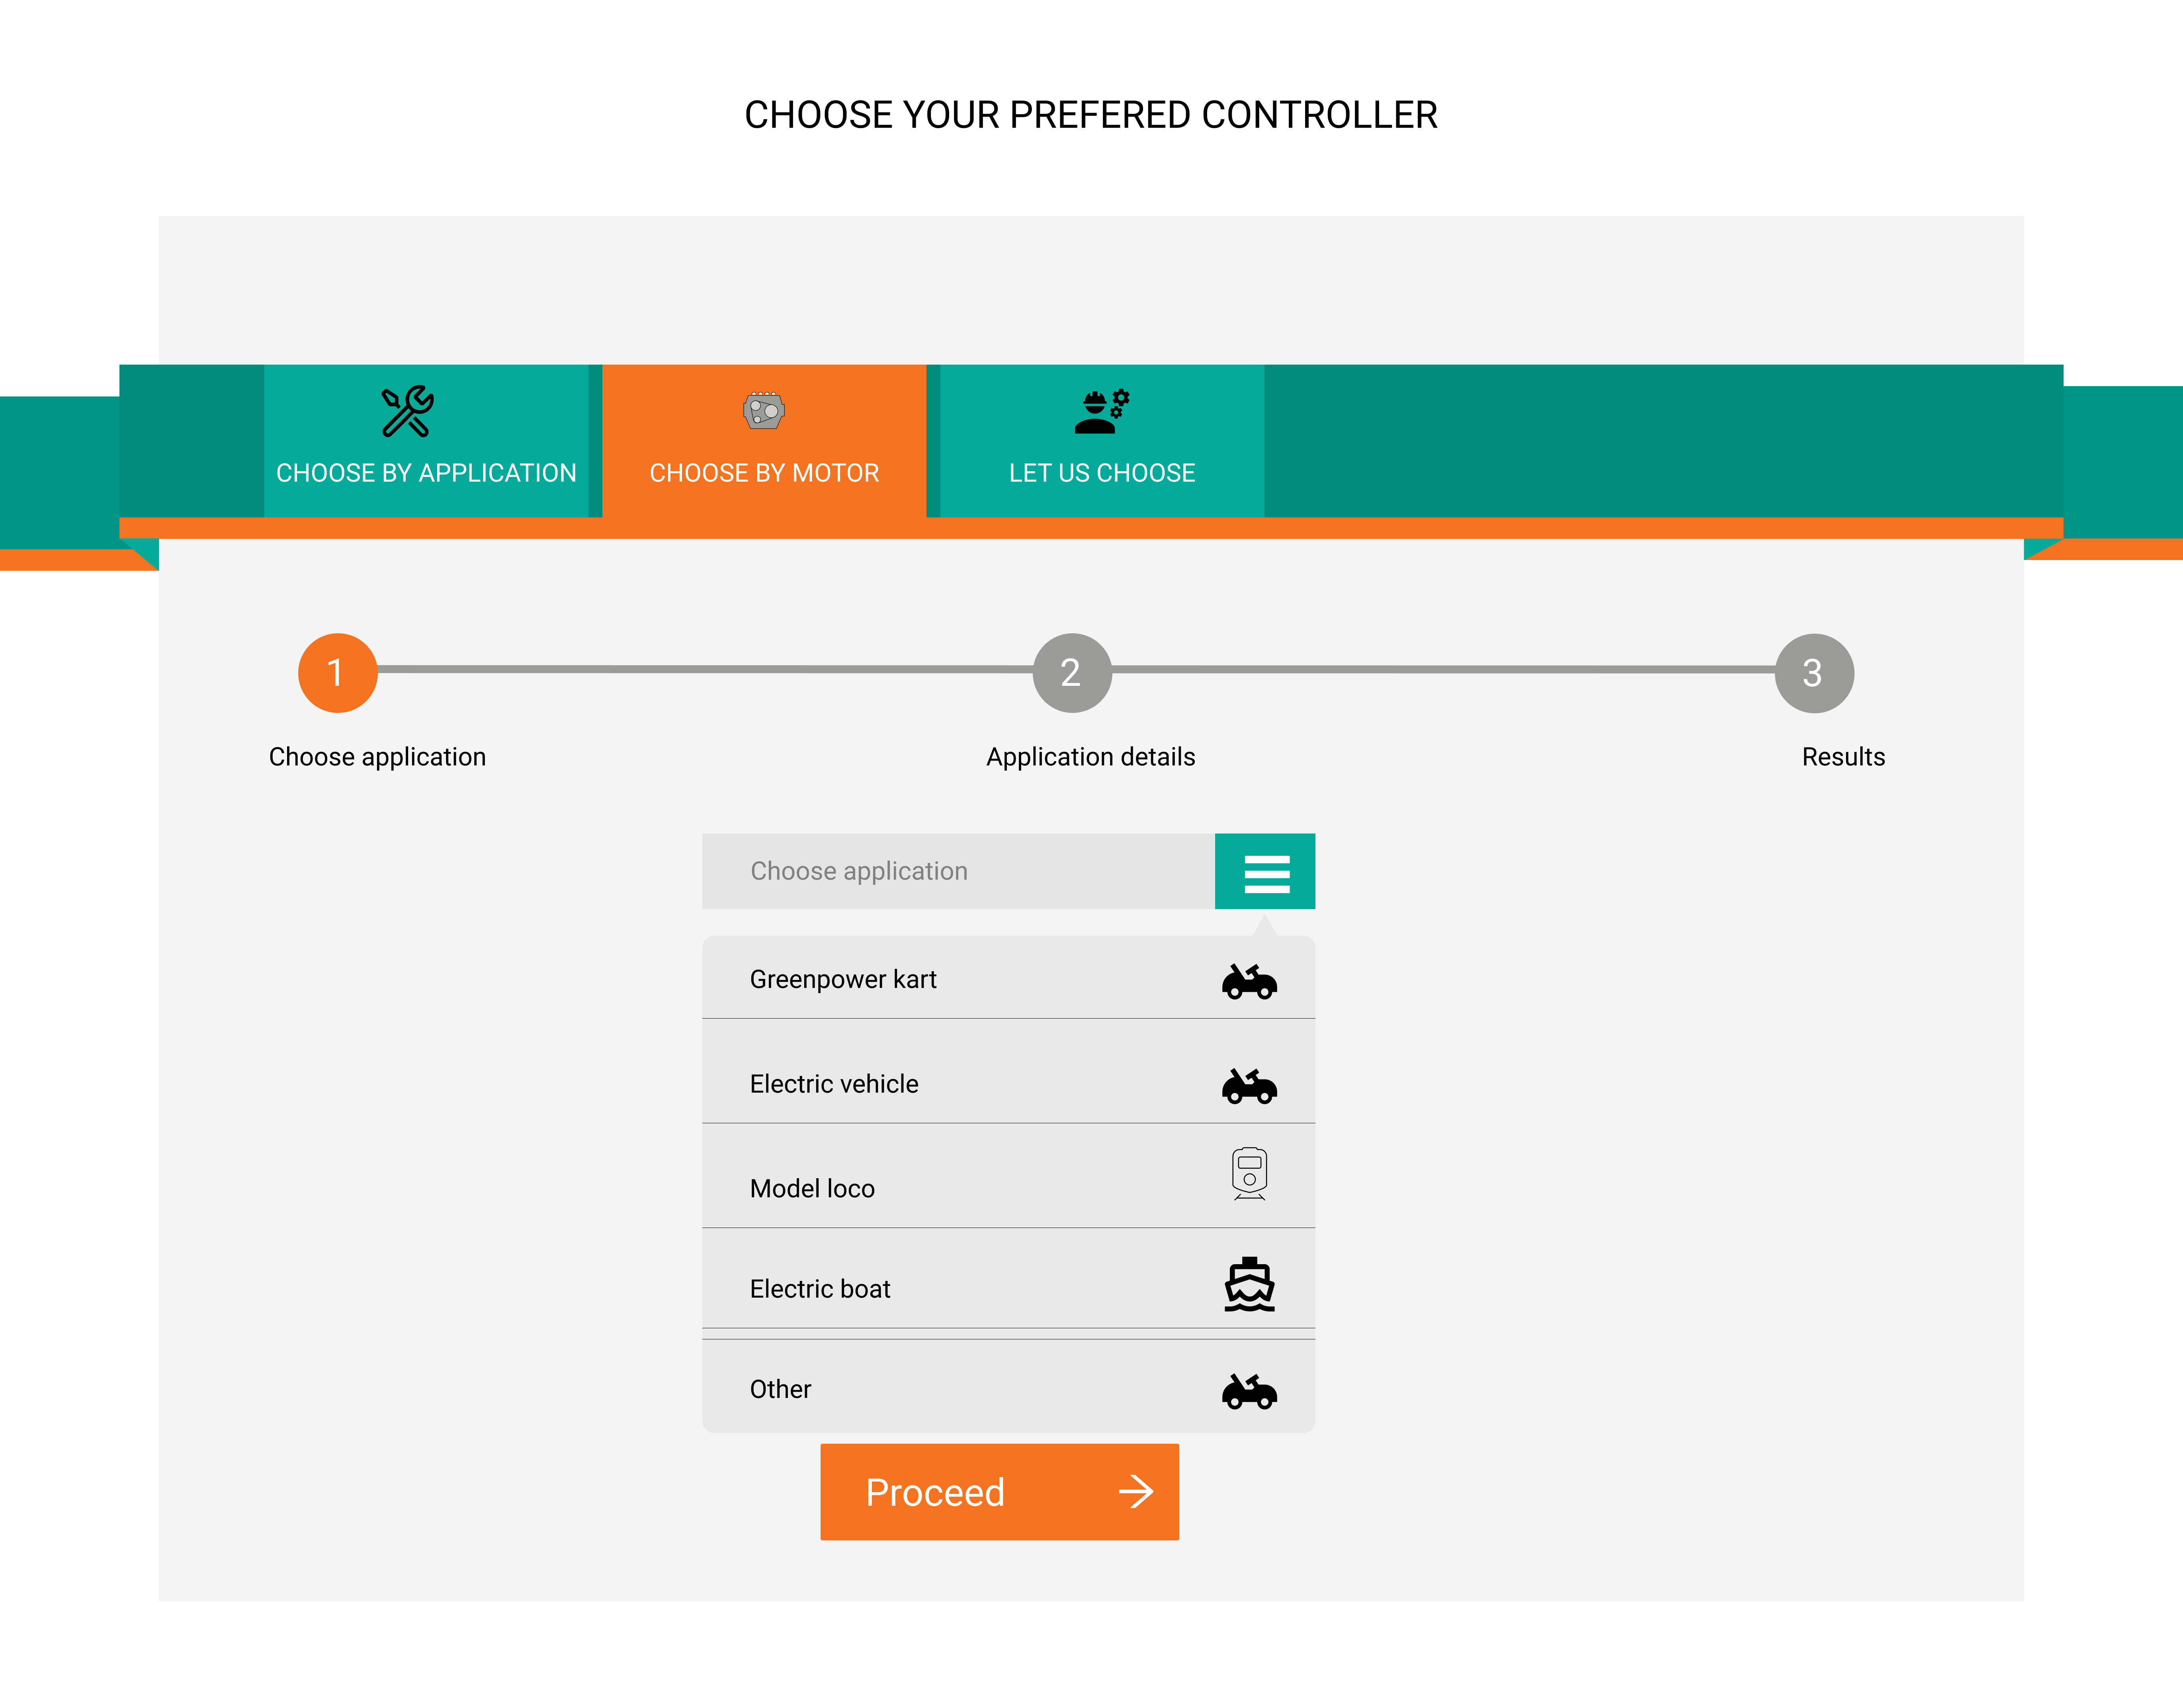 CHOOSE YOUR PREFERED CONTROLLER
CHOOSE BY APPLICATION
CHOOSE BY MOTOR
LET US CHOOSE
1
2
3
Choose application
Application details
Results
Choose application
Greenpower kart
Electric vehicle
Model loco
Electric boat
Other
Proceed